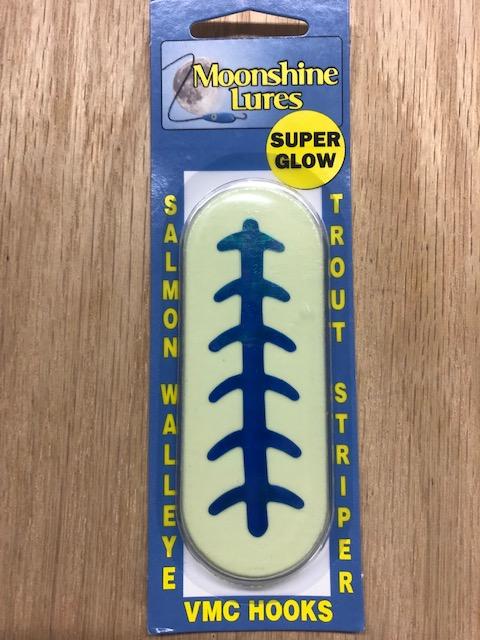 Moonshine
Lures
SUPER
GLOW
SALMON WALLEYE
TROUT STRIPER
VMC HOOKS